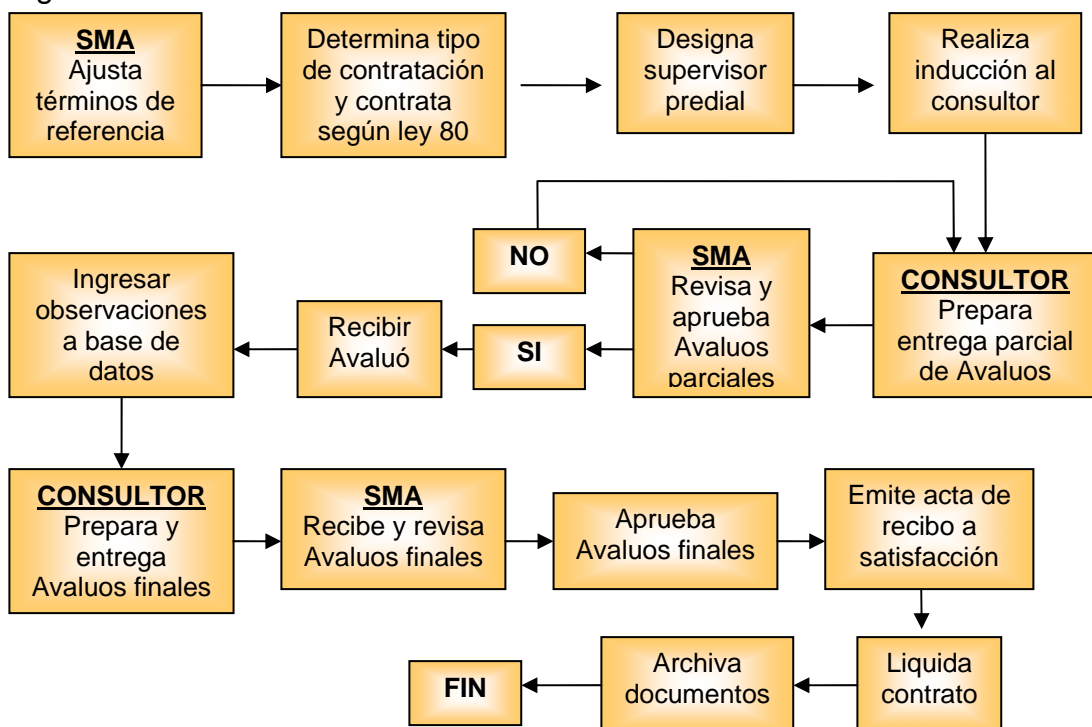 SMA
Ajusta
términos de
referencia
Determina tipo
de contratación
y contrata
según ley 80
Designa
supervisor
predial
Realiza
inducción al
consultor
CONSULTOR
Prepara
entrega parcial
de Avaluos
SMA
Revisa y
aprueba
Avaluos
parciales
NO
SI
Recibir
Avaluó
Ingresar
observaciones
a base de
datos
CONSULTOR
Prepara y
entrega
Avaluos finales
SMA
Recibe y revisa
Avaluos finales
Aprueba
Avaluos finales
Emite acta de
recibo a
satisfacción
Liquida
contrato
Archiva
documentos
FIN